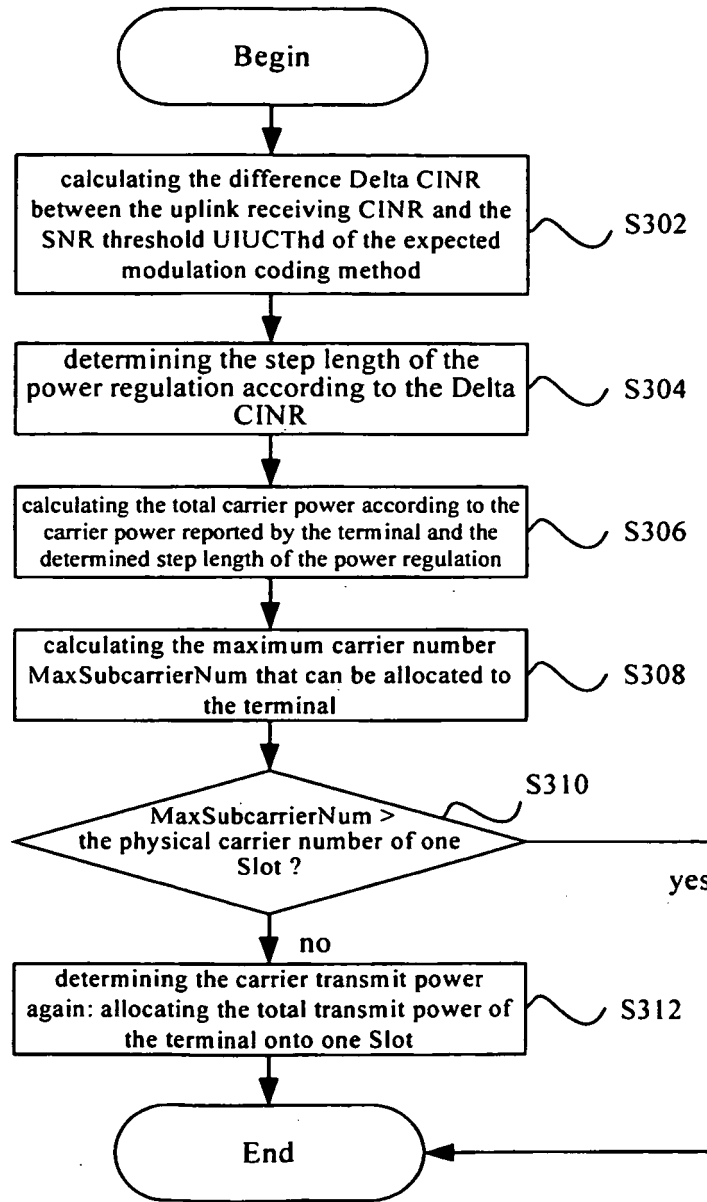 Begin
calculating the difference Delta CINR
between the uplink receiving CINR and the
SNR threshold UIUCThd of the expected
modulation coding method
S302
determining the step length of the
power regulation according to the Delta
CINR
S304
calculating the total carrier power according to the
carrier power reported by the terminal and the
determined step length of the power regulation
S306
calculating the maximum carrier number
MaxSubcarrierNum that can be allocated to
the terminal
S308
S310
MaxSubcarrierNum >
the physical carrier number of one
Slot ?
yes
no
determining the carrier transmit power
again: allocating the total transmit power of
the terminal onto one Slot
S312
End